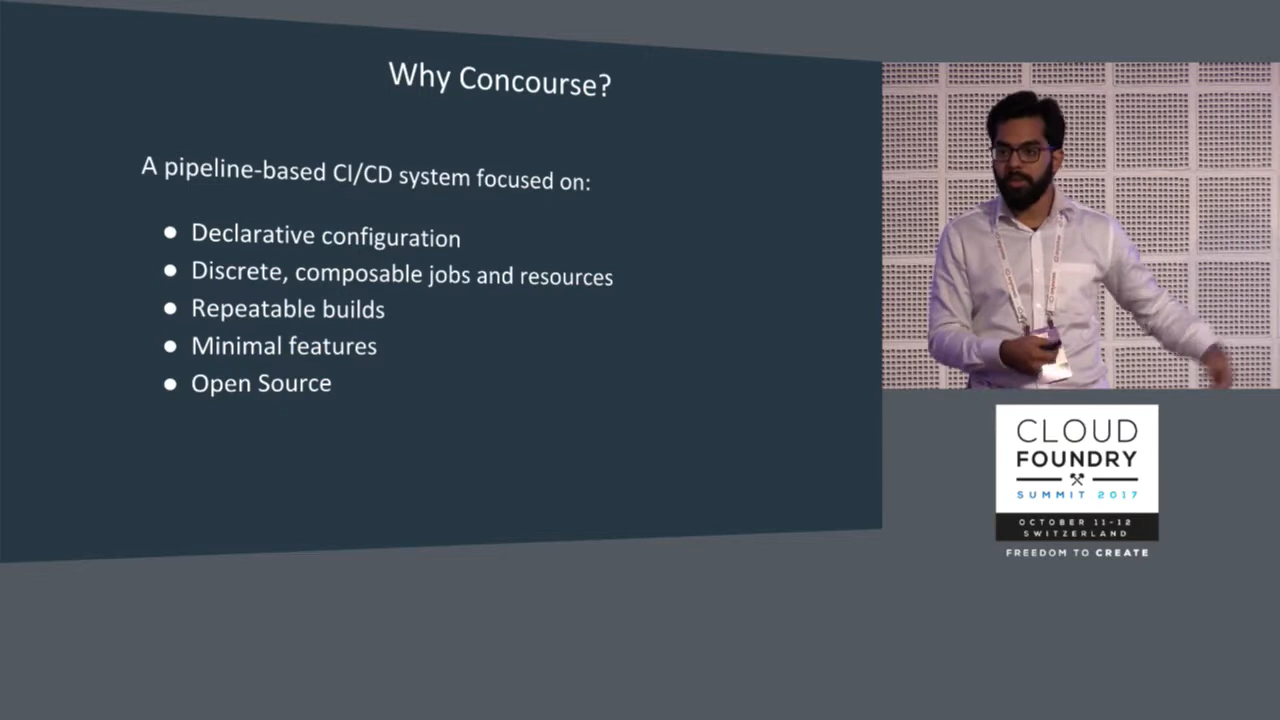 Why Concourse?
A pipeline-based CI/CD system focused on:
● Declarative configuration
● Discrete, composable jobs and resources
● Repeatable builds
● Minimal features
● Open Source
CLOUD
FOUNDRY
SUMMIT 2017
OCTOBER 11-12
SWITZERLAND
FREEDOM TO CREATE